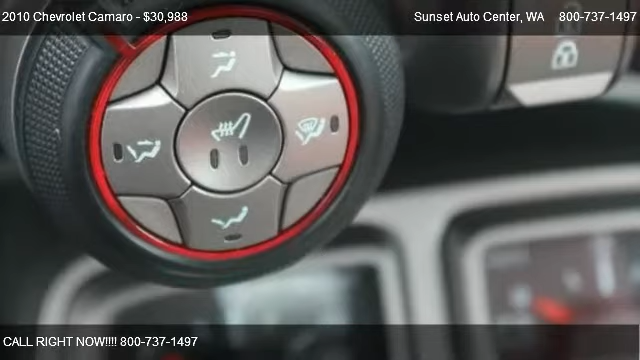 2010 Chevrolet Camaro - $30,988
Sunset Auto Center, WA 800-737-1497
CALL RIGHT NOW!!!! 800-737-1497